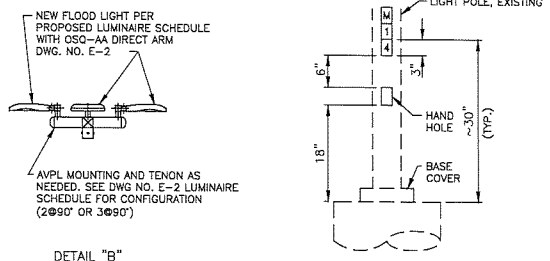 NEW FLOOD LIGHT PER
PROPOSED LUMINAIRE SCHEDULE
WITH OSQ-AA DIRECT ARM
DWG. NO. E-2
AVPL MOUNTING AND TENON AS
NEEDED. SEE DWG NO. E-2 LUMINAIRE
SCHEDULE FOR CONFIGURATION
(2@90° OR 3@90°)
DETAIL "B"
LIGHT POLE, EXISTING
M
1
4
6"
3"
HAND
HOLE
~30"
(TYP.)
18"
BASE
COVER